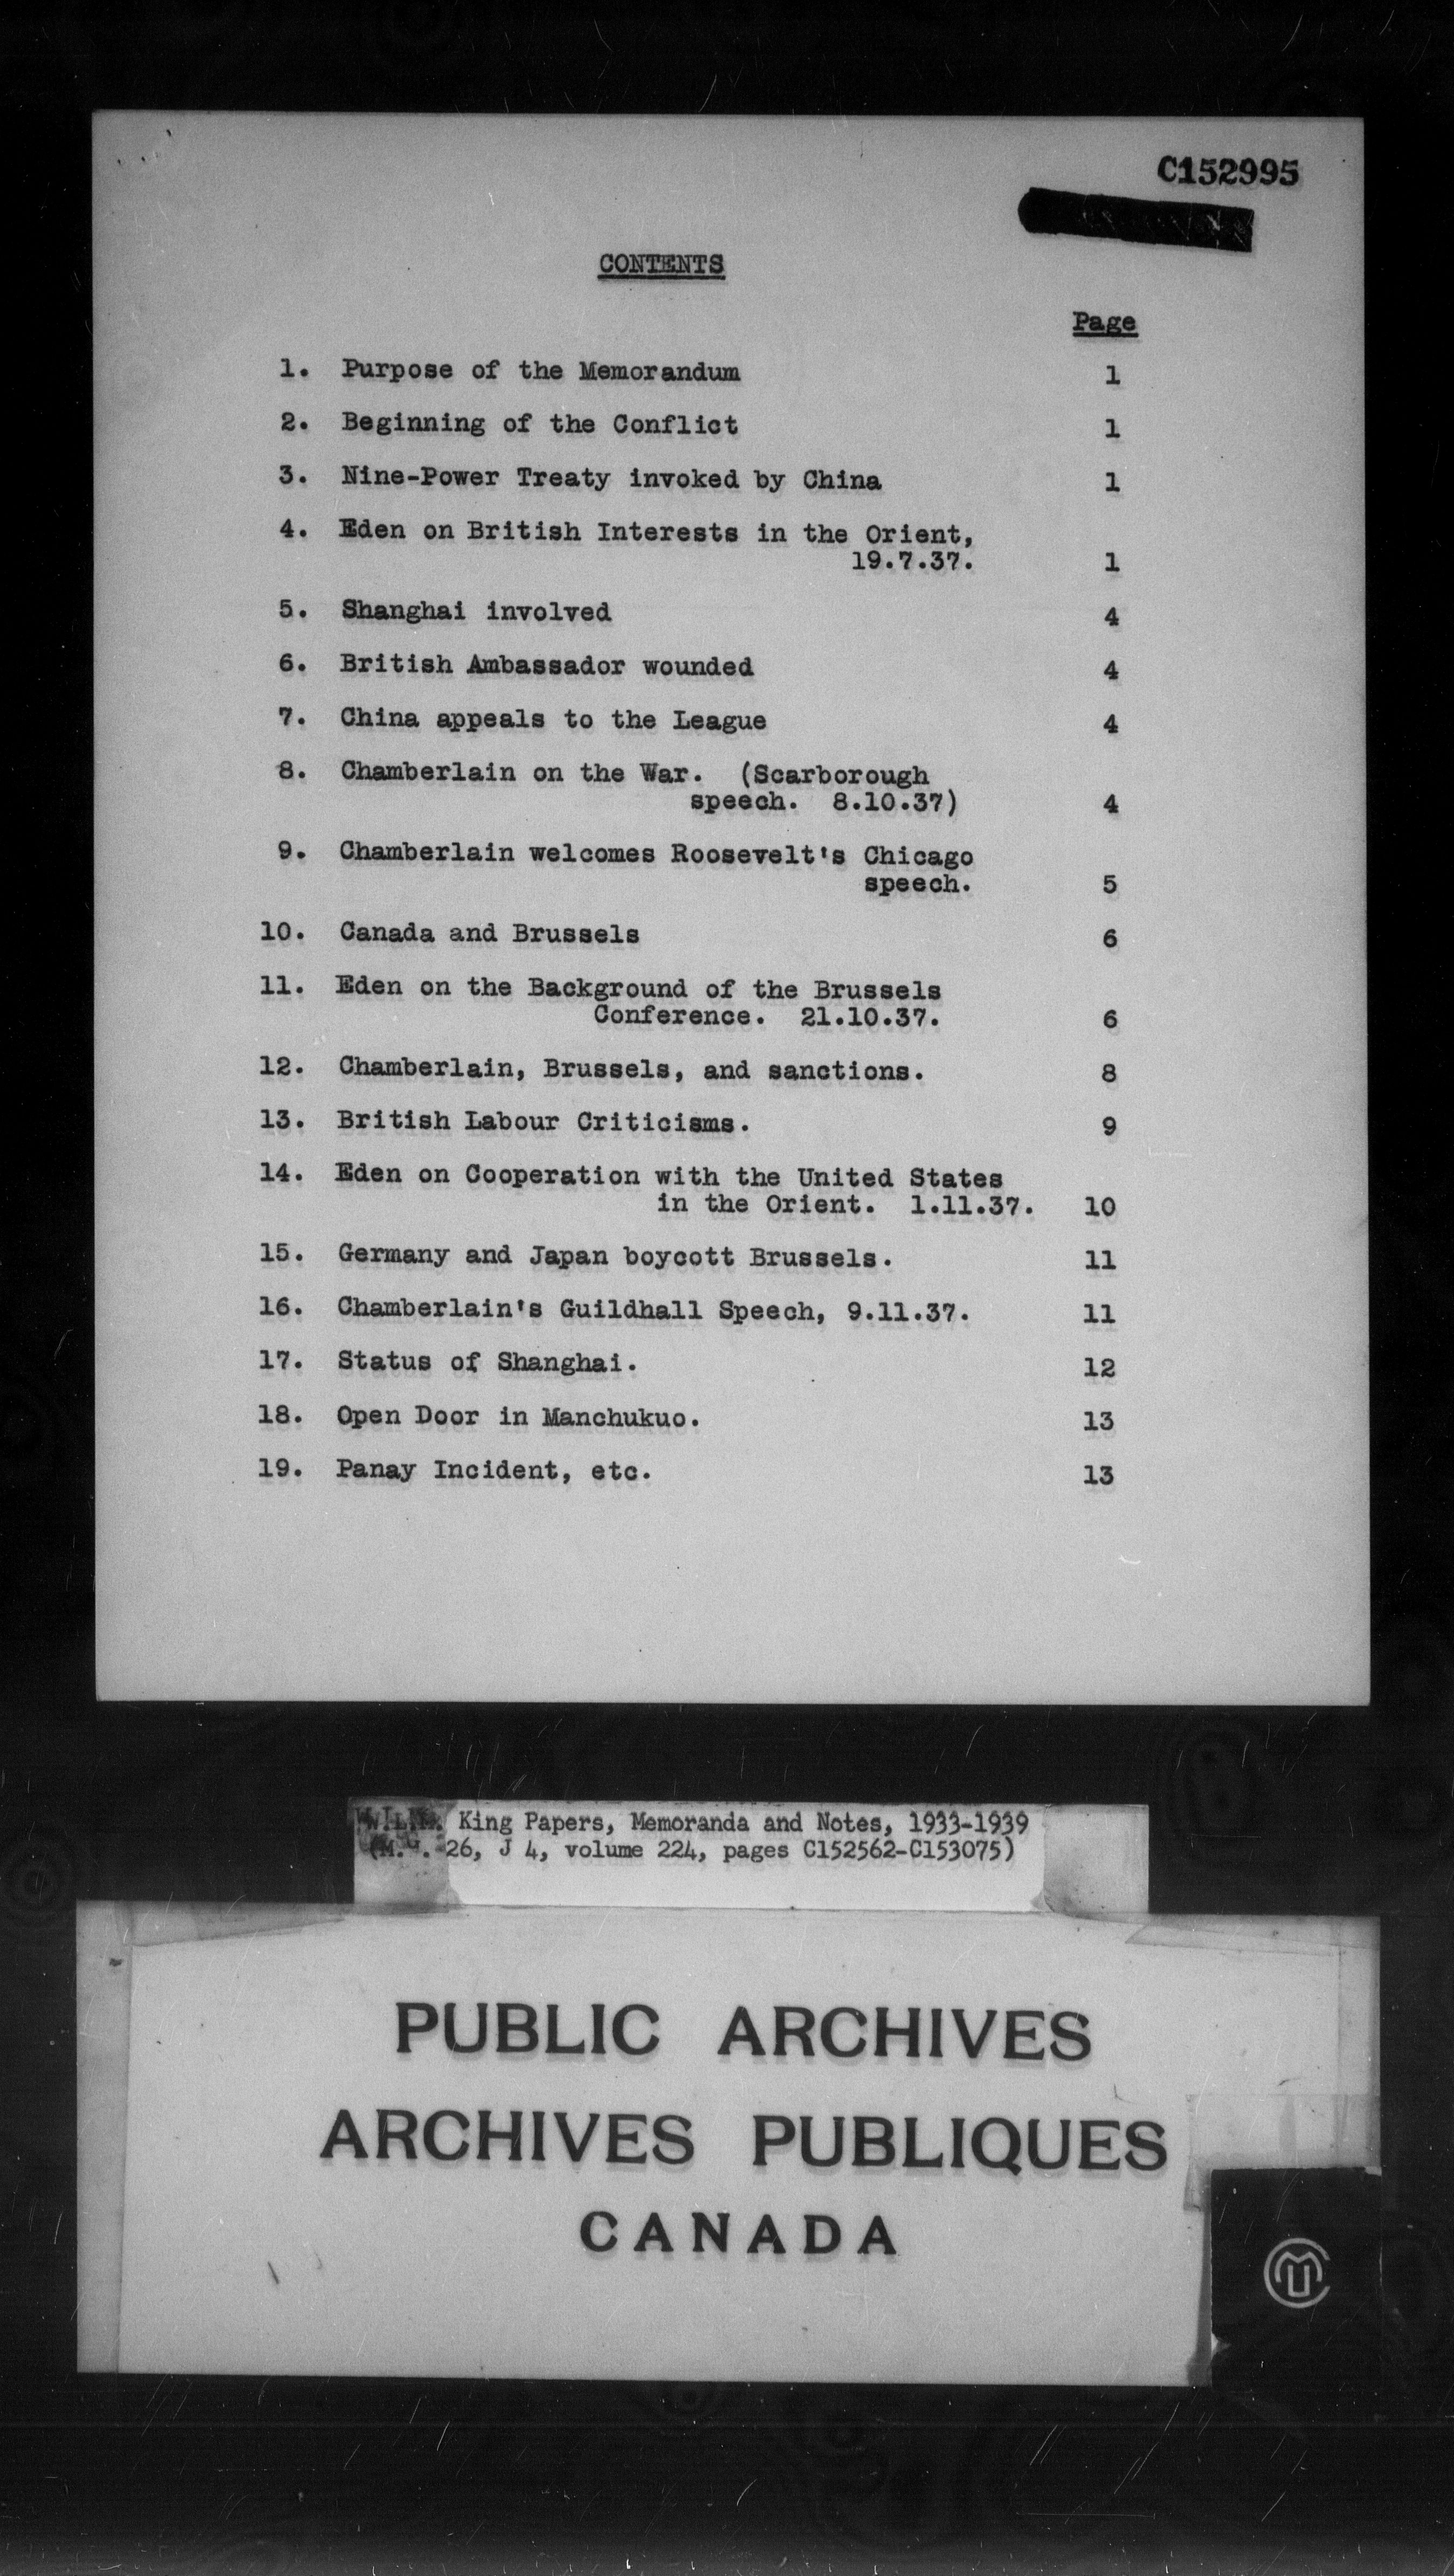 C152995
CONTENTS
Page
1. Purpose of the Memorandum 1
2. Beginning of the Conflict 1
3. Nine-Power Treaty invoked by China 1
4. Eden on British Interests in the Orient,
19.7.37. 1
5. Shanghai involved 4
6. British Ambassador wounded 4
7. China appeals to the League 4
8. Chamberlain on the War. (Scarborough
speech. 8.10.37) 4
9. Chamberlain welcomes Roosevelt's Chicago
speech. 5
10. Canada and Brussels 6
11. Eden on the Background of the Brussels
Conference. 21.10.37. 6
12. Chamberlain, Brussels, and sanctions. 8
13. British Labour Criticisms. 9
14. Eden on Cooperation with the United States
in the Orient. 1.11.37. 10
15. Germany and Japan boycott Brussels. 11
16. Chamberlain's Guildhall Speech, 9.11.37. 11
17. Status of Shanghai. 12
18. Open Door in Manchukuo. 13
19. Panay Incident, etc. 13
King Papers, Memoranda and Notes, 1933-1939
26, J 4, volume 224, pages C152562-C153075)
PUBLIC ARCHIVES
ARCHIVES PUBLIQUES
CANADA